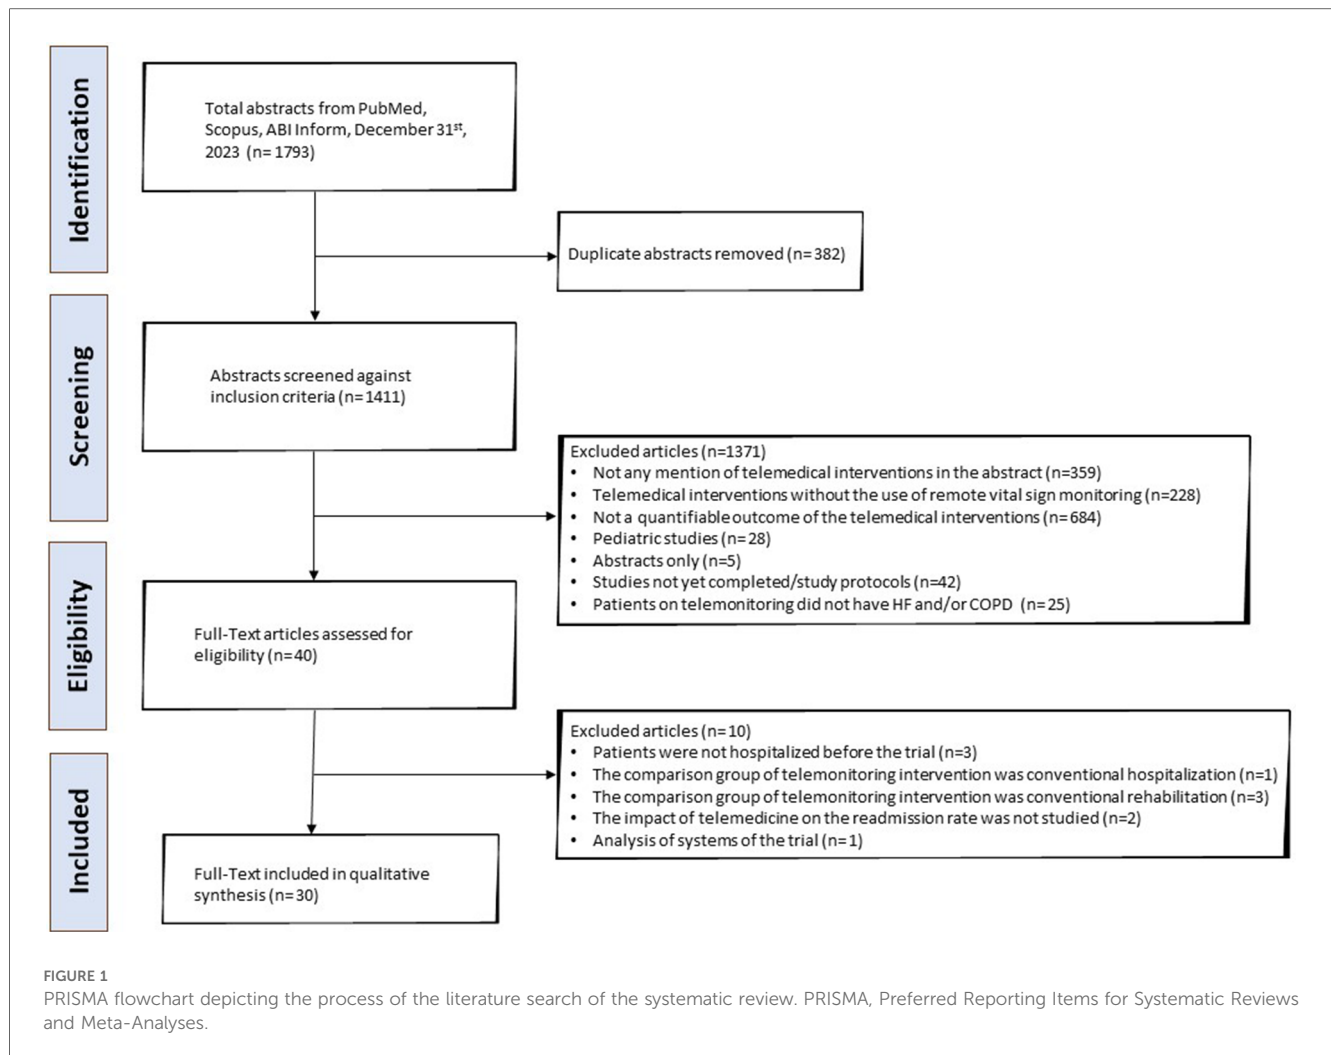 Identification
Total abstracts from PubMed,
Scopus, ABI Inform, December 31st,
2023 (n= 1793)
Duplicate abstracts removed (n=382)
Screening
Abstracts screened against
inclusion criteria (n=1411)
Excluded articles (n=1371)
• Not any mention of telemedical interventions in the abstract (n=359)
• Telemedical interventions without the use of remote vital sign monitoring (n=228)
• Not a quantifiable outcome of the telemedical interventions (n=684)
• Pediatric studies (n=28)
• Abstracts only (n=5)
• Studies not yet completed/study protocols (n=42)
• Patients on telemonitoring did not have HF and/or COPD (n=25)
Eligibility
Full-Text articles assessed for
eligibility (n=40)
Excluded articles (n=10)
• Patients were not hospitalized before the trial (n=3)
• The comparison group of telemonitoring intervention was conventional hospitalization (n=1)
• The comparison group of telemonitoring intervention was conventional rehabilitation (n=3)
• The impact of telemedicine on the readmission rate was not studied (n=2)
• Analysis of systems of the trial (n=1)
Included
Full-Text included in qualitative
synthesis (n=30)
FIGURE 1
PRISMA flowchart depicting the process of the literature search of the systematic review. PRISMA, Preferred Reporting Items for Systematic Reviews
and Meta-Analyses.